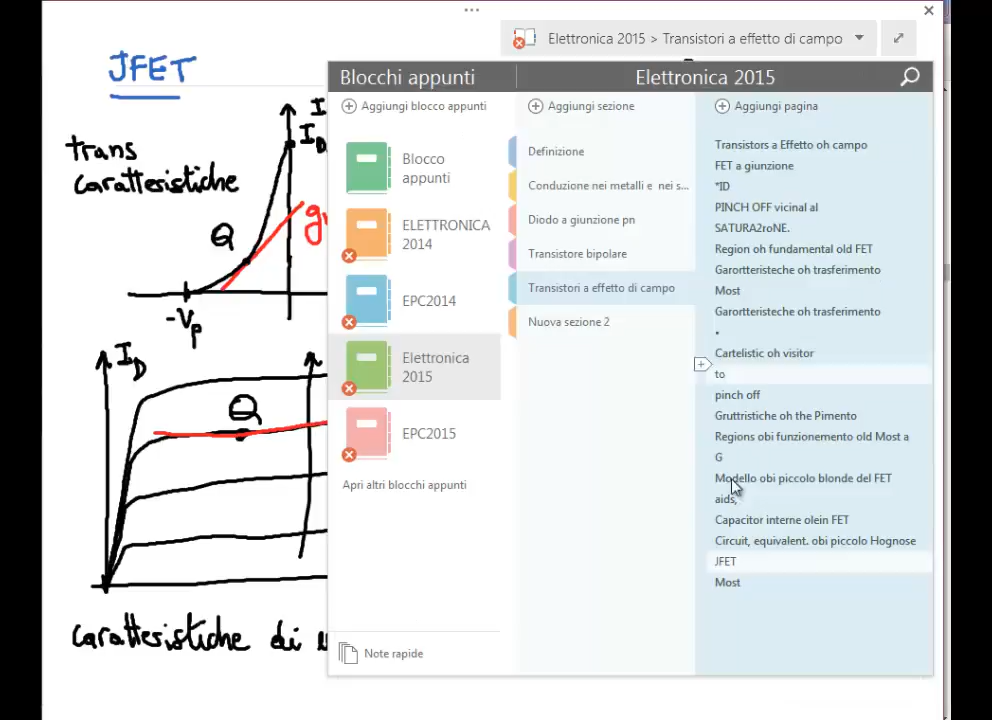 Elettronica 2015 > Transistori a effetto di campo
JFET
trans
caratteristiche
I
I_D
Q
g
-Vp
I_D
Q
caratteristiche di
Blocchi appunti
Elettronica 2015
Aggiungi blocco appunti
Aggiungi sezione
Aggiungi pagina
Blocco
appunti
ELETTRONICA
2014
EPC2014
Elettronica
2015
EPC2015
Apri altri blocchi appunti
Note rapide
Definizione
Conduzione nei metalli e nei s...
Diodo a giunzione pn
Transistore bipolare
Transistori a effetto di campo
Nuova sezione 2
Transistors a Effetto oh campo
FET a giunzione
*ID
PINCH OFF vicinal al
SATURA2roNE.
Region oh fundamental old FET
Garortteristeche oh trasferimento
Most
Garortteristeche oh trasferimento
•
Cartelistic oh visitor
to
pinch off
Gruttristiche oh the Pimento
Regions obi funzionemento old Most a
G
Modello obi piccolo blonde del FET
aids,
Capacitor interne olein FET
Circuit, equivalent. obi piccolo Hognose
JFET
Most